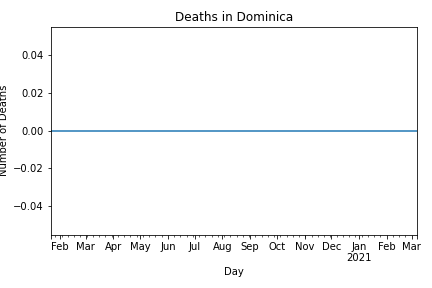 Deaths in Dominica
0.04
0.02
0.00
−0.02
−0.04
Number of Deaths
Feb Mar Apr May Jun Jul Aug Sep Oct Nov Dec Jan Feb Mar
2021
Day